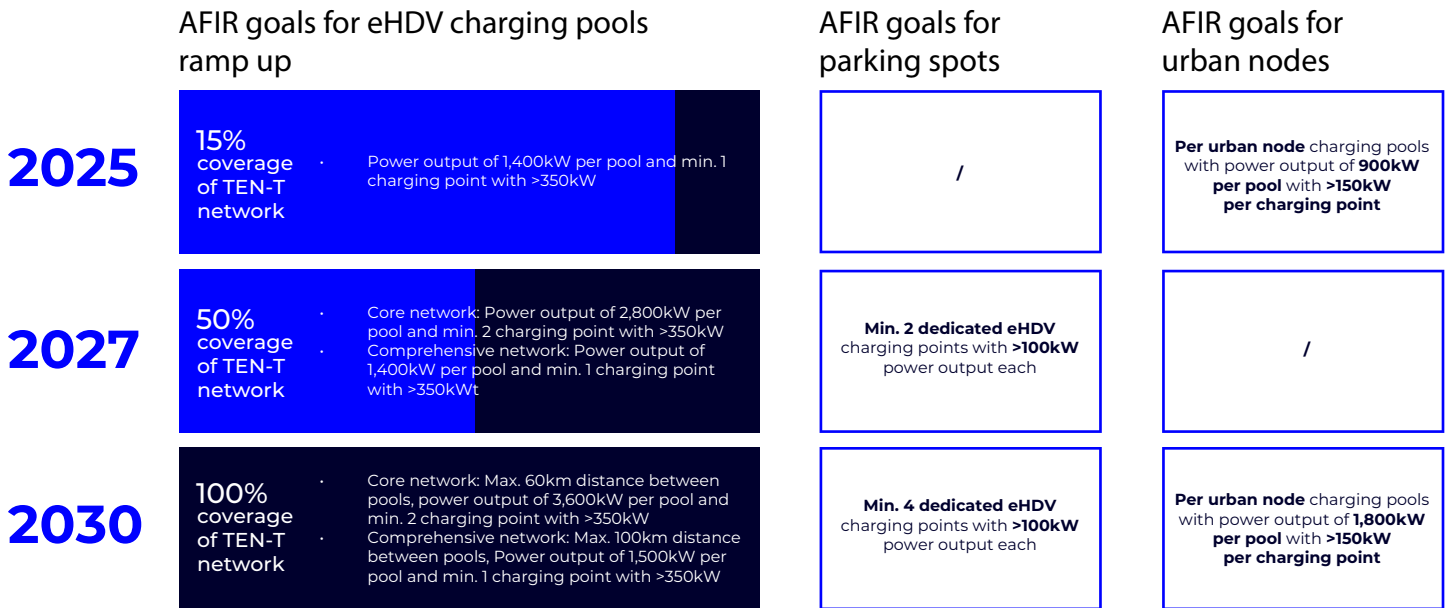 AFIR goals for eHDV charging pools
ramp up
AFIR goals for
parking spots
AFIR goals for
urban nodes
2025
15%
coverage
of TEN-T
network
• Power output of 1,400kW per pool and min. 1
charging point with >350kW
/
Per urban node charging pools
with power output of 900kW
per pool with >150kW
per charging point
2027
50%
coverage
of TEN-T
network
• Core network: Power output of 2,800kW per
pool and min. 2 charging point with >350kW
• Comprehensive network: Power output of
1,400kW per pool and min. 1 charging point
with >350kWt
Min. 2 dedicated eHDV
charging points with >100kW
power output each
/
2030
100%
coverage
of TEN-T
network
• Core network: Max. 60km distance between
pools, power output of 3,600kW per pool and
min. 2 charging point with >350kW
• Comprehensive network: Max. 100km distance
between pools, Power output of 1,500kW per
pool and min. 1 charging point with >350kW
Min. 4 dedicated eHDV
charging points with >100kW
power output each
Per urban node charging pools
with power output of 1,800kW
per pool with >150kW
per charging point